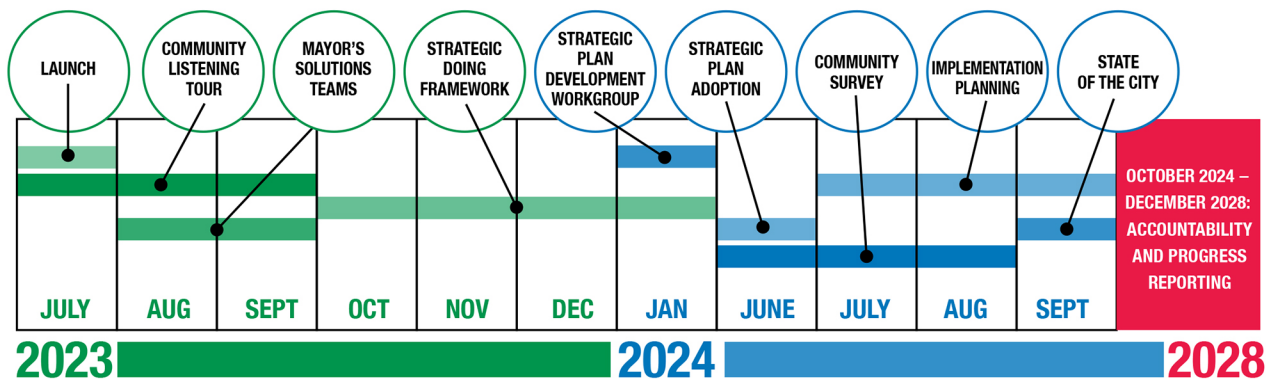 LAUNCH
COMMUNITY
LISTENING
TOUR
MAYOR'S
SOLUTIONS
TEAMS
STRATEGIC
DOING
FRAMEWORK
STRATEGIC
PLAN
DEVELOPMENT
WORKGROUP
STRATEGIC
PLAN
ADOPTION
COMMUNITY
SURVEY
IMPLEMENTATION
PLANNING
STATE
OF THE CITY
OCTOBER 2024 –
DECEMBER 2028:
ACCOUNTABILITY
AND PROGRESS
REPORTING
JULY AUG SEPT OCT NOV DEC JAN JUNE JULY AUG SEPT
2023 2024 2028